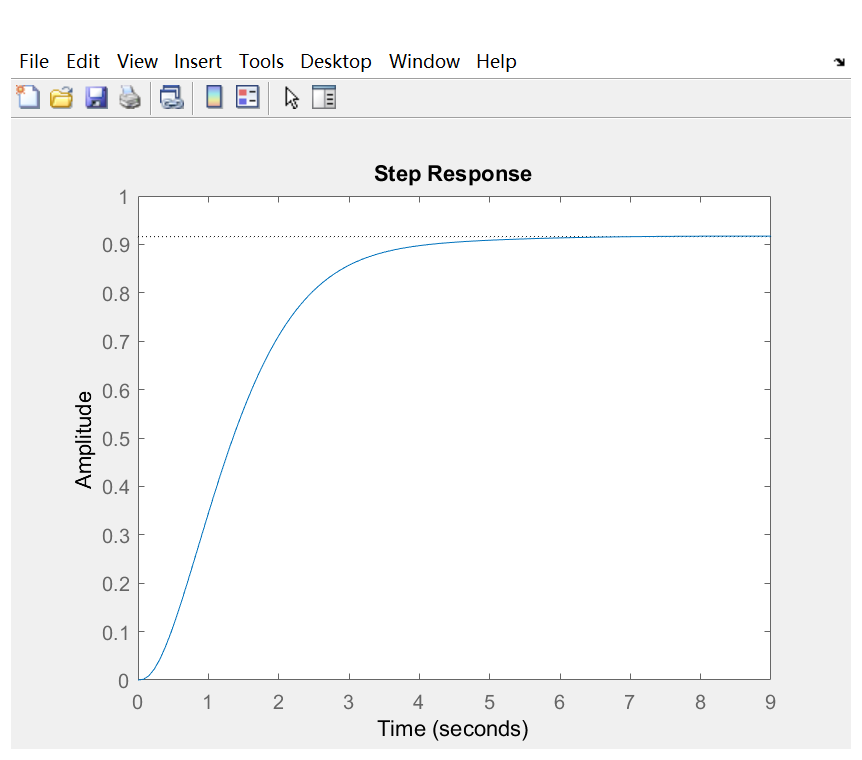 File Edit View Insert Tools Desktop Window Help
Step Response
1
0.9
0.8
0.7
0.6
0.5
0.4
0.3
0.2
0.1
0
Amplitude
0 1 2 3 4 5 6 7 8 9
Time (seconds)